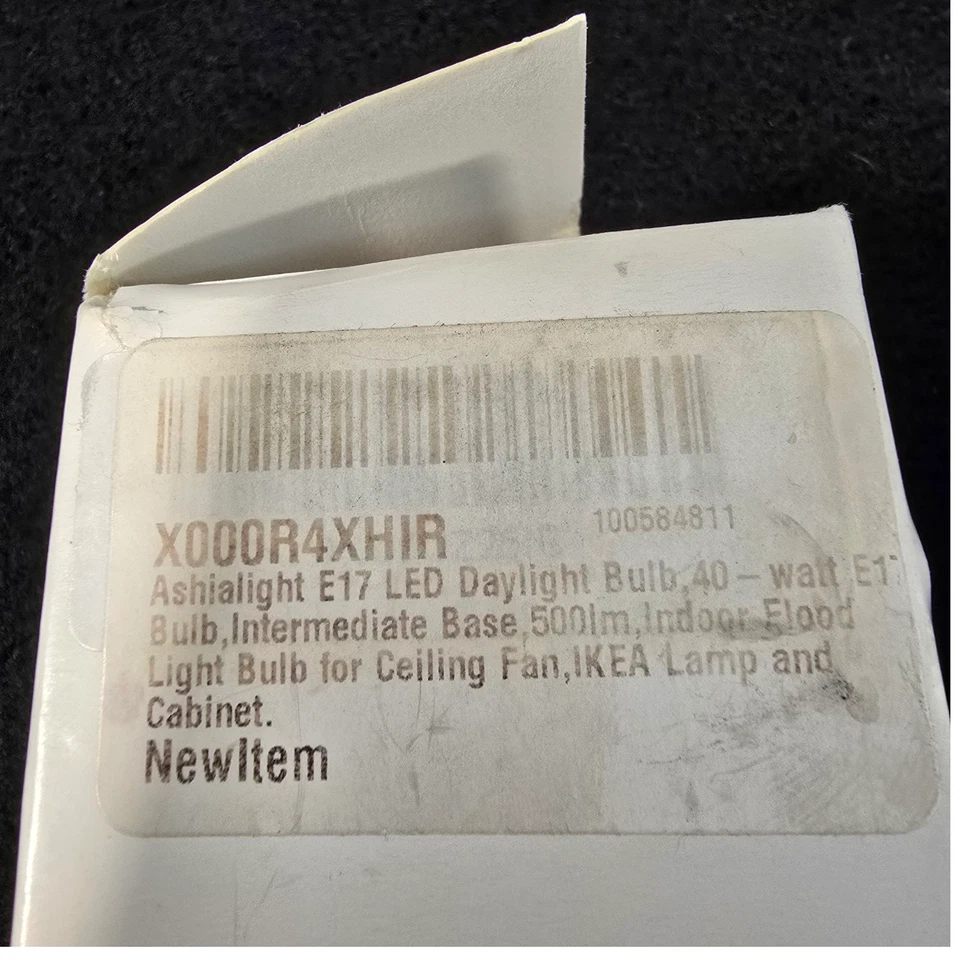 X000R4XHIR
100584811
Ashialight E17 LED Daylight Bulb,40 – watt E17
Bulb,Intermediate Base,500lm,Indoor Flood
Light Bulb for Ceiling Fan,IKEA Lamp and
Cabinet.
NewItem